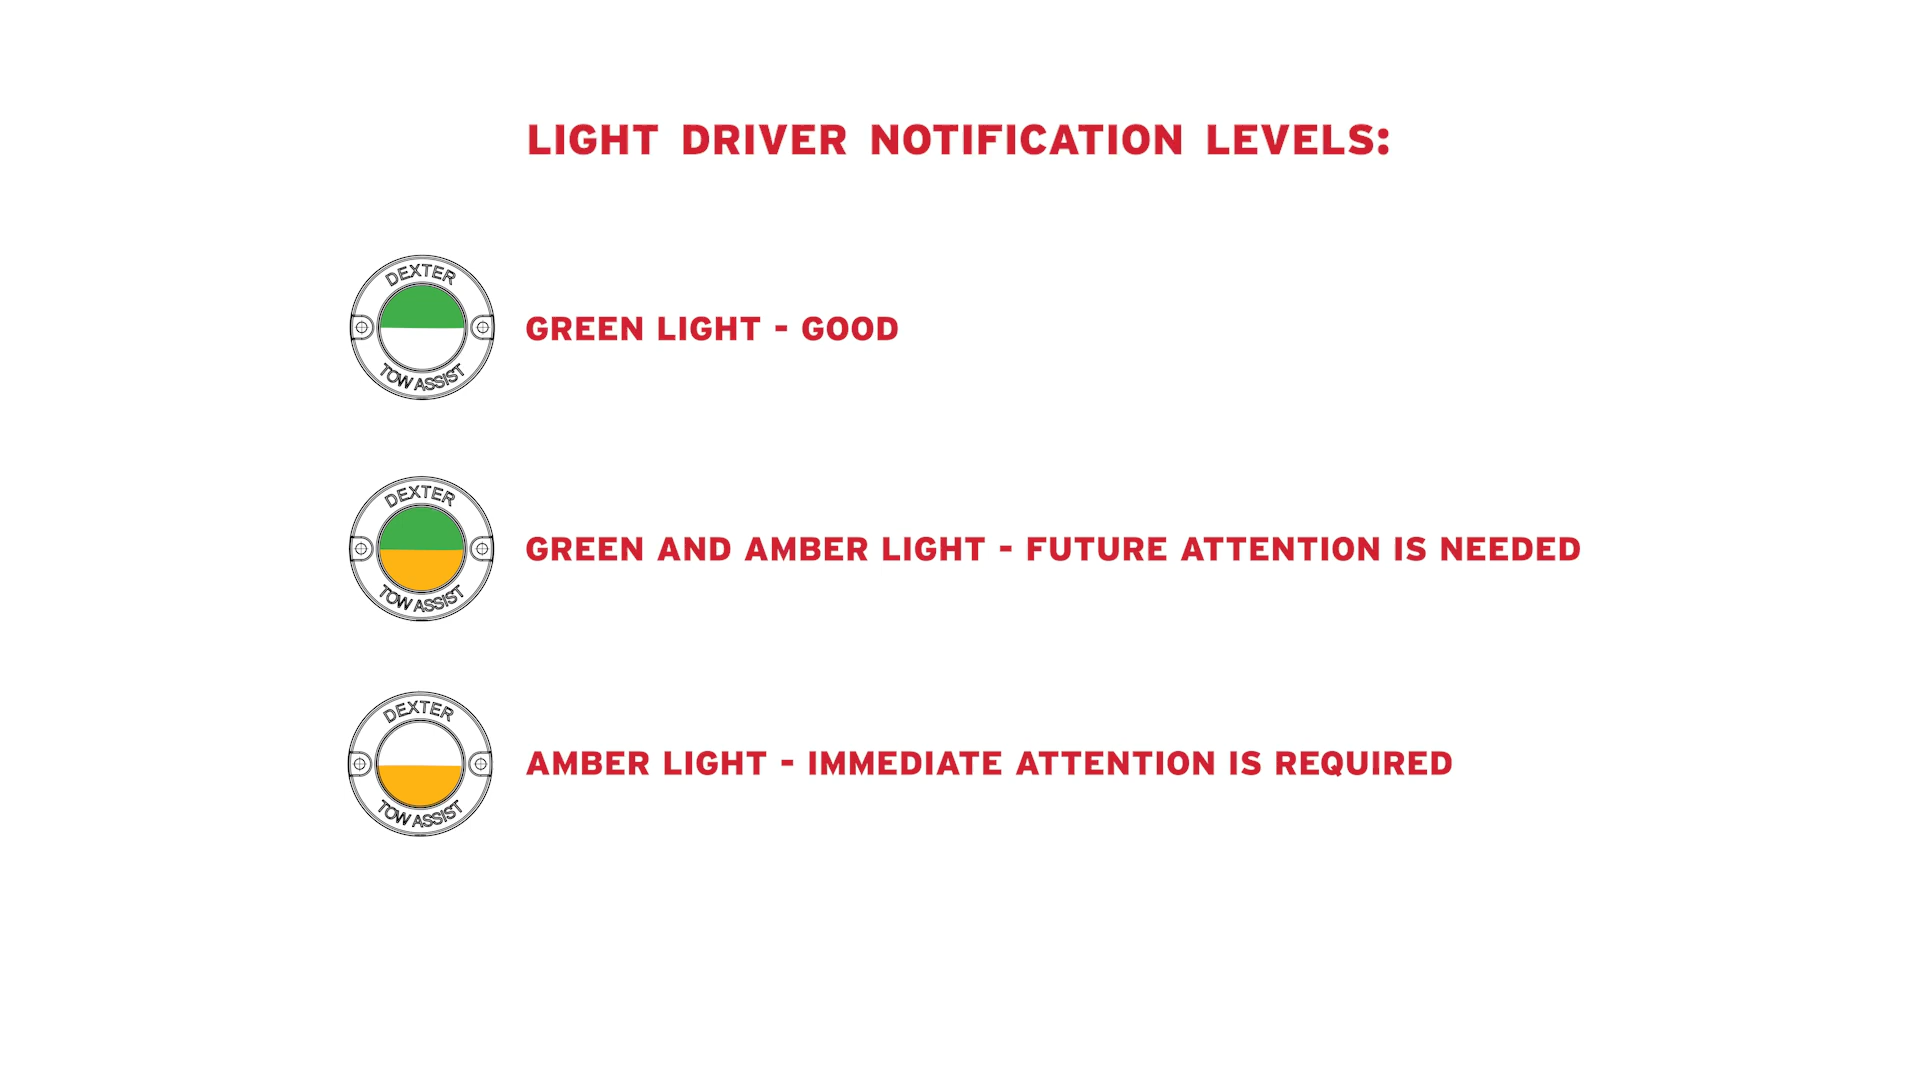 LIGHT DRIVER NOTIFICATION LEVELS:
DEXTER
TOW ASSIST
GREEN LIGHT - GOOD
DEXTER
TOW ASSIST
GREEN AND AMBER LIGHT - FUTURE ATTENTION IS NEEDED
DEXTER
TOW ASSIST
AMBER LIGHT - IMMEDIATE ATTENTION IS REQUIRED